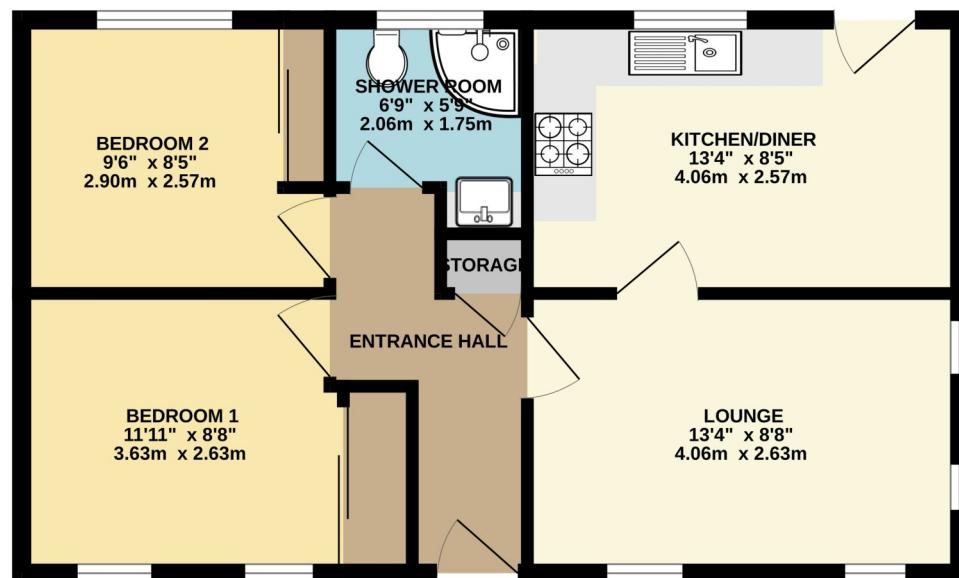 BEDROOM 2
9'6" x 8'5"
2.90m x 2.57m
SHOWER ROOM
6'9" x 5'9"
2.06m x 1.75m
KITCHEN/DINER
13'4" x 8'5"
4.06m x 2.57m
STORAGE
ENTRANCE HALL
BEDROOM 1
11'11" x 8'8"
3.63m x 2.63m
LOUNGE
13'4" x 8'8"
4.06m x 2.63m